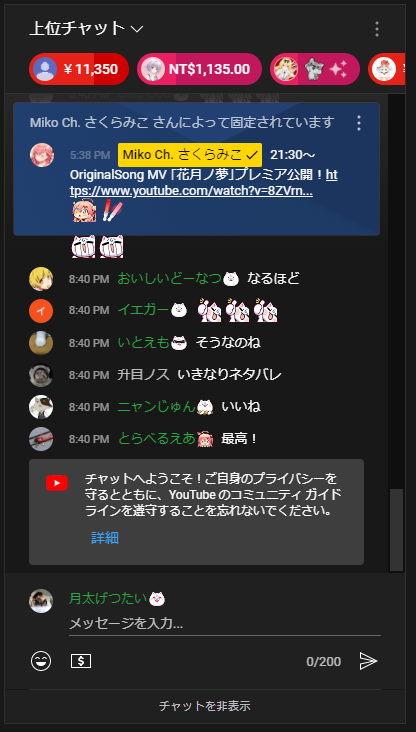 上位チャット
￥11,350
NT$1,135.00
Miko Ch. さくらみこ さんによって固定されています
5:38 PM Miko Ch. さくらみこ 21:30～
OriginalSong MV ｢花月ノ夢｣プレミア公開！ht
tps://www.youtube.com/watch?v=8ZVrn...
8:40 PM おいしいどーなつ なるほど
イ 8:40 PM イエガー
8:40 PM いとえも そうなのね
8:40 PM 升目ノス いきなりネタバレ
8:40 PM ニャンじゅん いいね
8:40 PM とらべるえあ 最高！
チャットへようこそ！ご自身のプライバシーを
守るとともに、YouTube のコミュニティ ガイド
ラインを遵守することを忘れないでください。
詳細
月太げつたい
メッセージを入力...
0/200
チャットを非表示